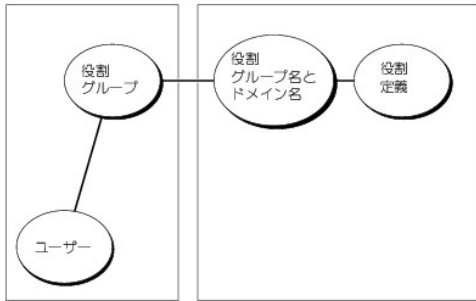 役割
グループ
役割
グループ名と
ドメイン名
役割
定義
ユーザー